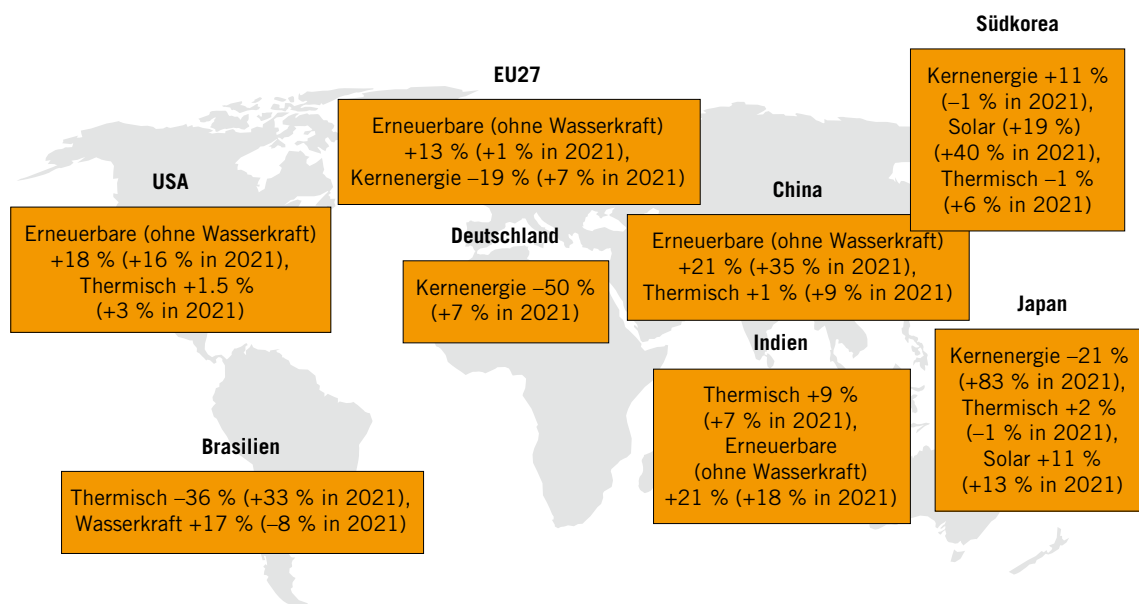 Südkorea
Kernenergie +11 %
(–1 % in 2021),
Solar (+19 %)
(+40 % in 2021),
Thermisch –1 %
(+6 % in 2021)
EU27
Erneuerbare (ohne Wasserkraft)
+13 % (+1 % in 2021),
Kernenergie –19 % (+7 % in 2021)
USA
Erneuerbare (ohne Wasserkraft)
+18 % (+16 % in 2021),
Thermisch +1.5 %
(+3 % in 2021)
China
Erneuerbare (ohne Wasserkraft)
+21 % (+35 % in 2021),
Thermisch +1 % (+9 % in 2021)
Deutschland
Kernenergie –50 %
(+7 % in 2021)
Japan
Kernenergie –21 %
(+83 % in 2021),
Thermisch +2 %
(–1 % in 2021),
Solar +11 %
(+13 % in 2021)
Indien
Thermisch +9 %
(+7 % in 2021),
Erneuerbare
(ohne Wasserkraft)
+21 % (+18 % in 2021)
Brasilien
Thermisch –36 % (+33 % in 2021),
Wasserkraft +17 % (–8 % in 2021)